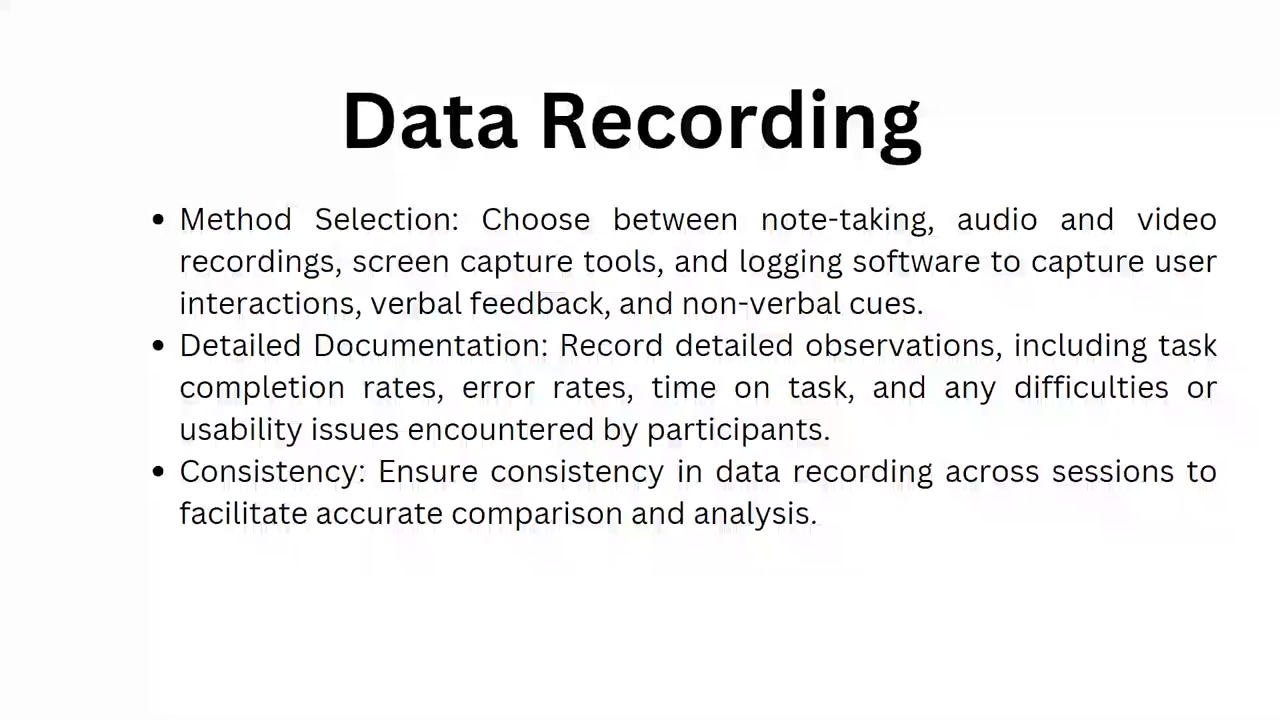 Data Recording
• Method Selection: Choose between note-taking, audio and video
recordings, screen capture tools, and logging software to capture user
interactions, verbal feedback, and non-verbal cues.
• Detailed Documentation: Record detailed observations, including task
completion rates, error rates, time on task, and any difficulties or
usability issues encountered by participants.
• Consistency: Ensure consistency in data recording across sessions to
facilitate accurate comparison and analysis.